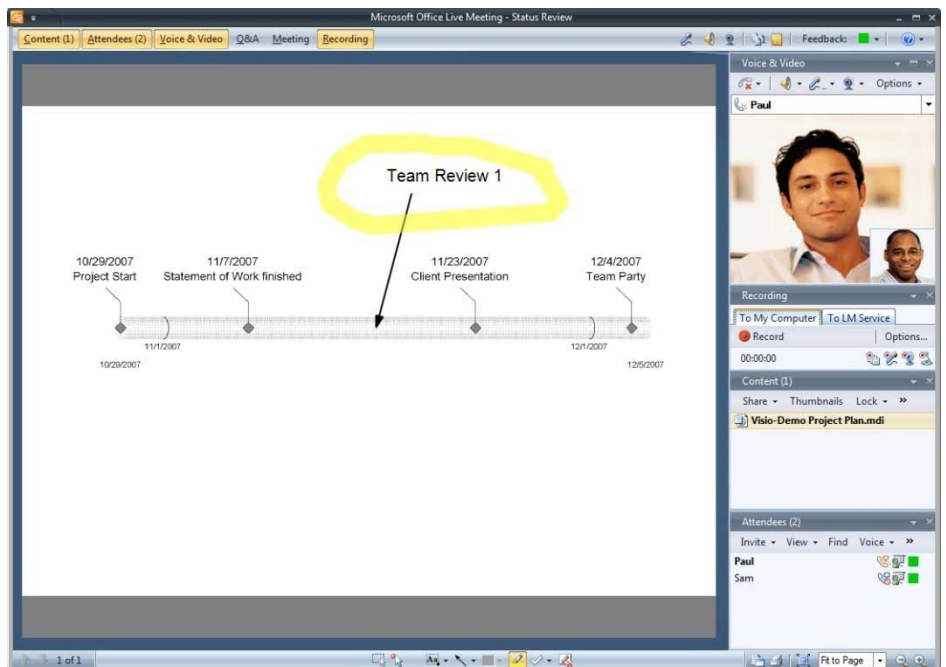 Microsoft Office Live Meeting - Status Review
Content (1) Attendees (2) Voice & Video Q&A Meeting Recording
Feedback:
Voice & Video
Options
Paul
Team Review 1
10/29/2007
Project Start
11/7/2007
Statement of Work finished
11/23/2007
Client Presentation
12/4/2007
Team Party
11/1/2007
12/1/2007
10/29/2007
12/5/2007
Recording
To My Computer To LM Service
Record Options...
00:00:00
Content (1)
Share Thumbnails Lock »
Visio-Demo Project Plan.mdi
Attendees (2)
Invite View Find Voice »
Paul
Sam
1 of 1
Aa
Fit to Page